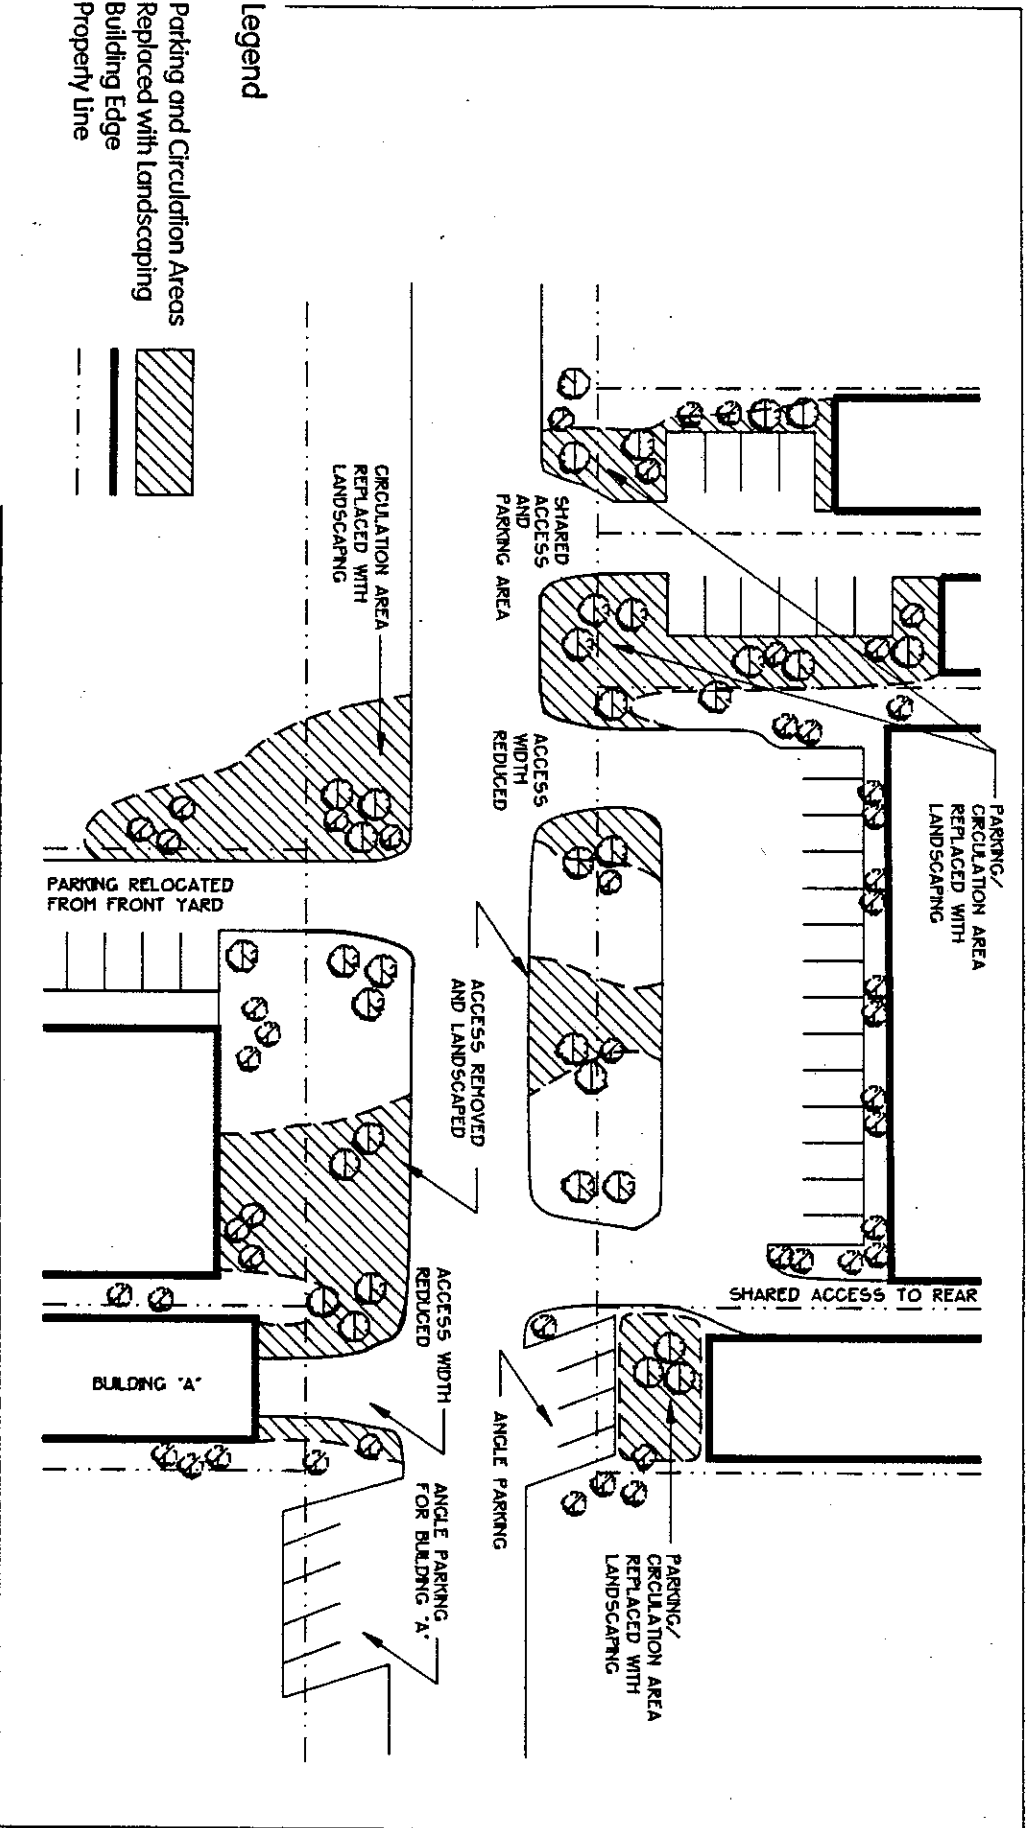 PARKING/
CIRCULATION AREA
REPLACED WITH
LANDSCAPING
SHARED ACCESS TO REAR
SHARED
ACCESS
AND
PARKING AREA
ACCESS
WIDTH
REDUCED
ANGLE PARKING
PARKING/
CIRCULATION AREA
REPLACED WITH
LANDSCAPING
CIRCULATION AREA
REPLACED WITH
LANDSCAPING
ACCESS REMOVED
AND LANDSCAPED
ACCESS WIDTH
REDUCED
ANGLE PARKING
FOR BUILDING "A"
PARKING RELOCATED
FROM FRONT YARD
BUILDING "A"
Legend
Parking and Circulation Areas
Replaced with Landscaping
Building Edge
Property Line